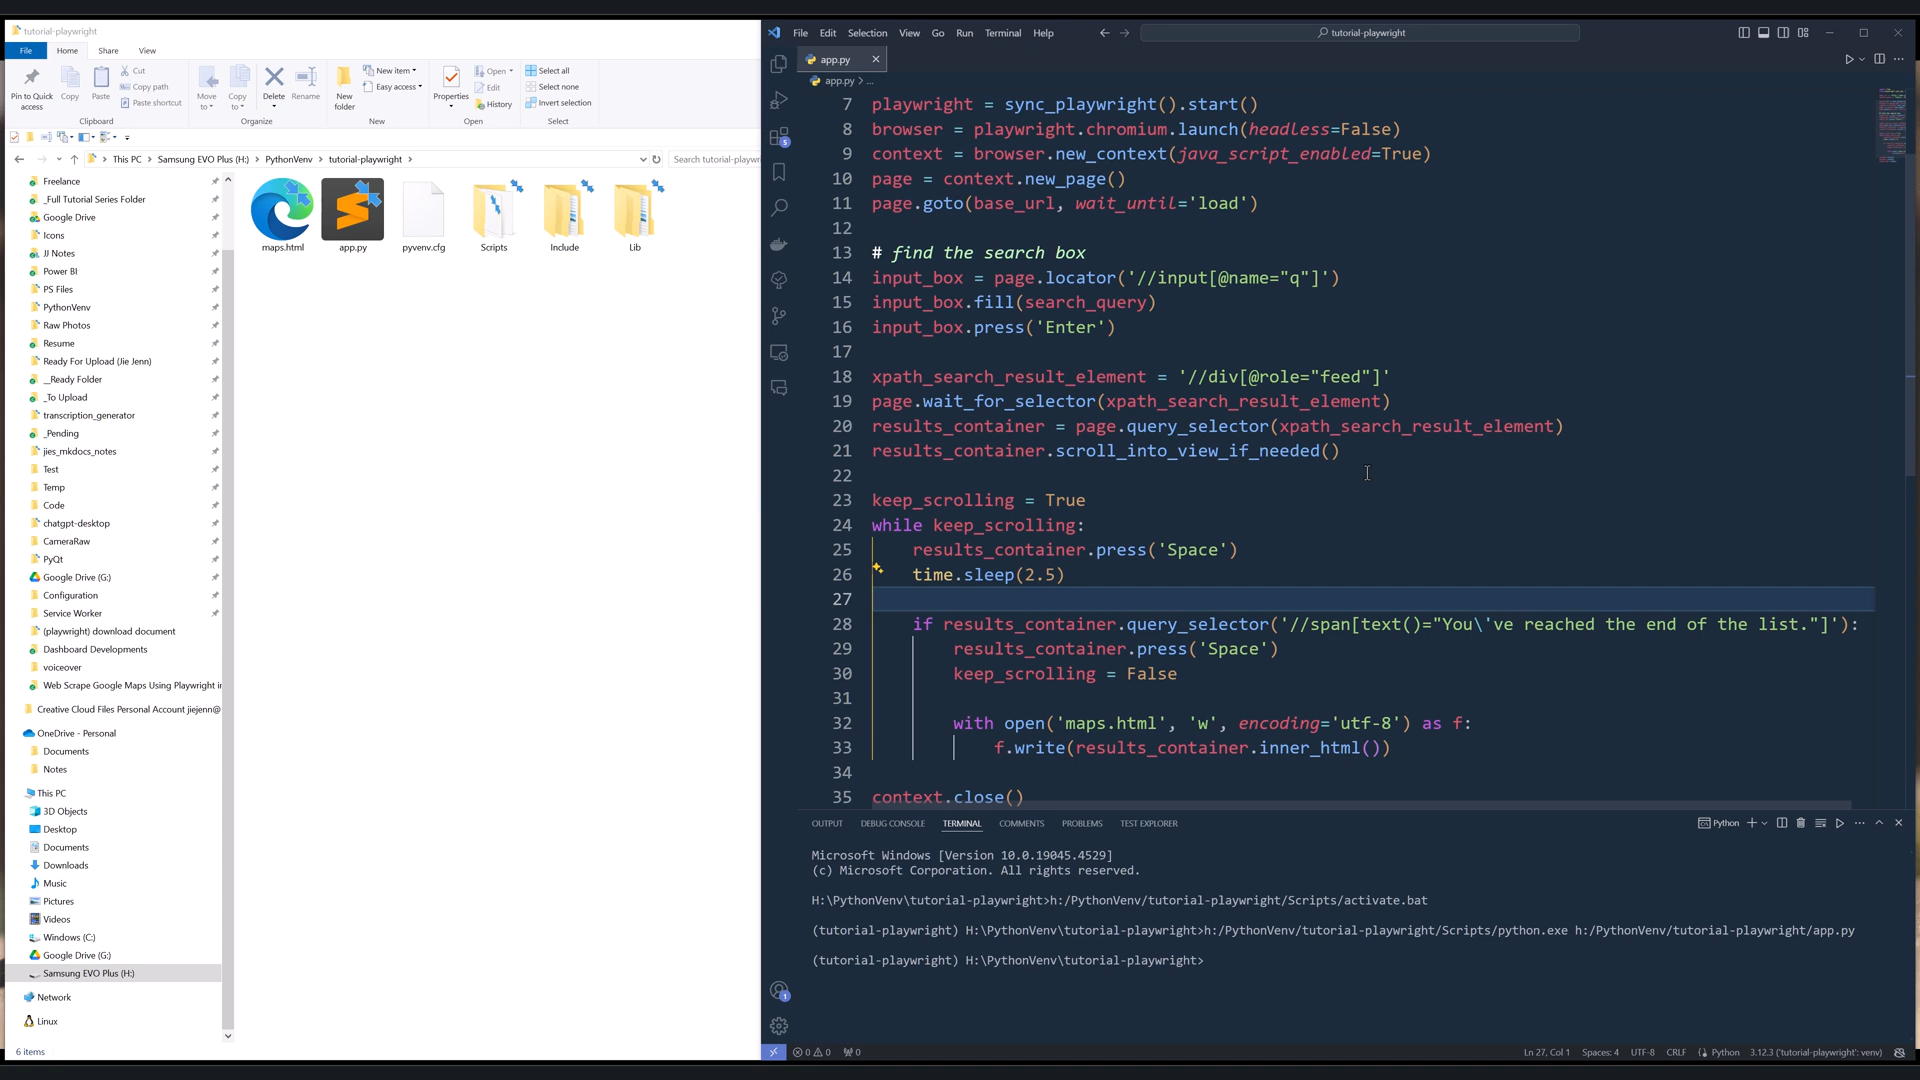 tutorial-playwright
File
Home
Share
View
Pin to Quick access
Copy
Paste
Cut
Copy path
Paste shortcut
Clipboard
Move to
Copy to
Delete
Rename
Organize
New folder
New item
Easy access
New
Properties
Open
Edit
History
Open
Select all
Select none
Invert selection
Select
This PC > Samsung EVO Plus (H:) > PythonVenv > tutorial-playwright >
Search tutorial-playwr
Freelance
_Full Tutorial Series Folder
Google Drive
Icons
JJ Notes
Power BI
PS Files
PythonVenv
Raw Photos
Resume
Ready For Upload (Jie Jenn)
__Ready Folder
_To Upload
transcription_generator
_Pending
jies_mkdocs_notes
Test
Temp
Code
chatgpt-desktop
CameraRaw
PyQt
Google Drive (G:)
Configuration
Service Worker
(playwright) download document
Dashboard Developments
voiceover
Web Scrape Google Maps Using Playwright in
Creative Cloud Files Personal Account jiejenn@
OneDrive - Personal
Documents
Notes
This PC
3D Objects
Desktop
Documents
Downloads
Music
Pictures
Videos
Windows (C:)
Google Drive (G:)
Samsung EVO Plus (H:)
Network
Linux
6 items
maps.html
app.py
pyvenv.cfg
Scripts
Include
Lib
File Edit Selection View Go Run Terminal Help
tutorial-playwright
app.py
app.py > ...
7 playwright = sync_playwright().start()
8 browser = playwright.chromium.launch(headless=False)
9 context = browser.new_context(java_script_enabled=True)
10 page = context.new_page()
11 page.goto(base_url, wait_until='load')
12
13 # find the search box
14 input_box = page.locator('//input[@name="q"]')
15 input_box.fill(search_query)
16 input_box.press('Enter')
17
18 xpath_search_result_element = '//div[@role="feed"]'
19 page.wait_for_selector(xpath_search_result_element)
20 results_container = page.query_selector(xpath_search_result_element)
21 results_container.scroll_into_view_if_needed()
22
23 keep_scrolling = True
24 while keep_scrolling:
25 results_container.press('Space')
26 time.sleep(2.5)
27
28 if results_container.query_selector('//span[text()="You\'ve reached the end of the list."]'):
29 results_container.press('Space')
30 keep_scrolling = False
31
32 with open('maps.html', 'w', encoding='utf-8') as f:
33 f.write(results_container.inner_html())
34
35 context.close()
OUTPUT DEBUG CONSOLE TERMINAL COMMENTS PROBLEMS TEST EXPLORER
Python
Microsoft Windows [Version 10.0.19045.4529]
(c) Microsoft Corporation. All rights reserved.
H:\PythonVenv\tutorial-playwright>h:/PythonVenv/tutorial-playwright/Scripts/activate.bat
(tutorial-playwright) H:\PythonVenv\tutorial-playwright>h:/PythonVenv/tutorial-playwright/Scripts/python.exe h:/PythonVenv/tutorial-playwright/app.py
(tutorial-playwright) H:\PythonVenv\tutorial-playwright>
5
1
0 0 0
Ln 27, Col 1 Spaces: 4 UTF-8 CRLF Python 3.12.3 ('tutorial-playwright': venv)